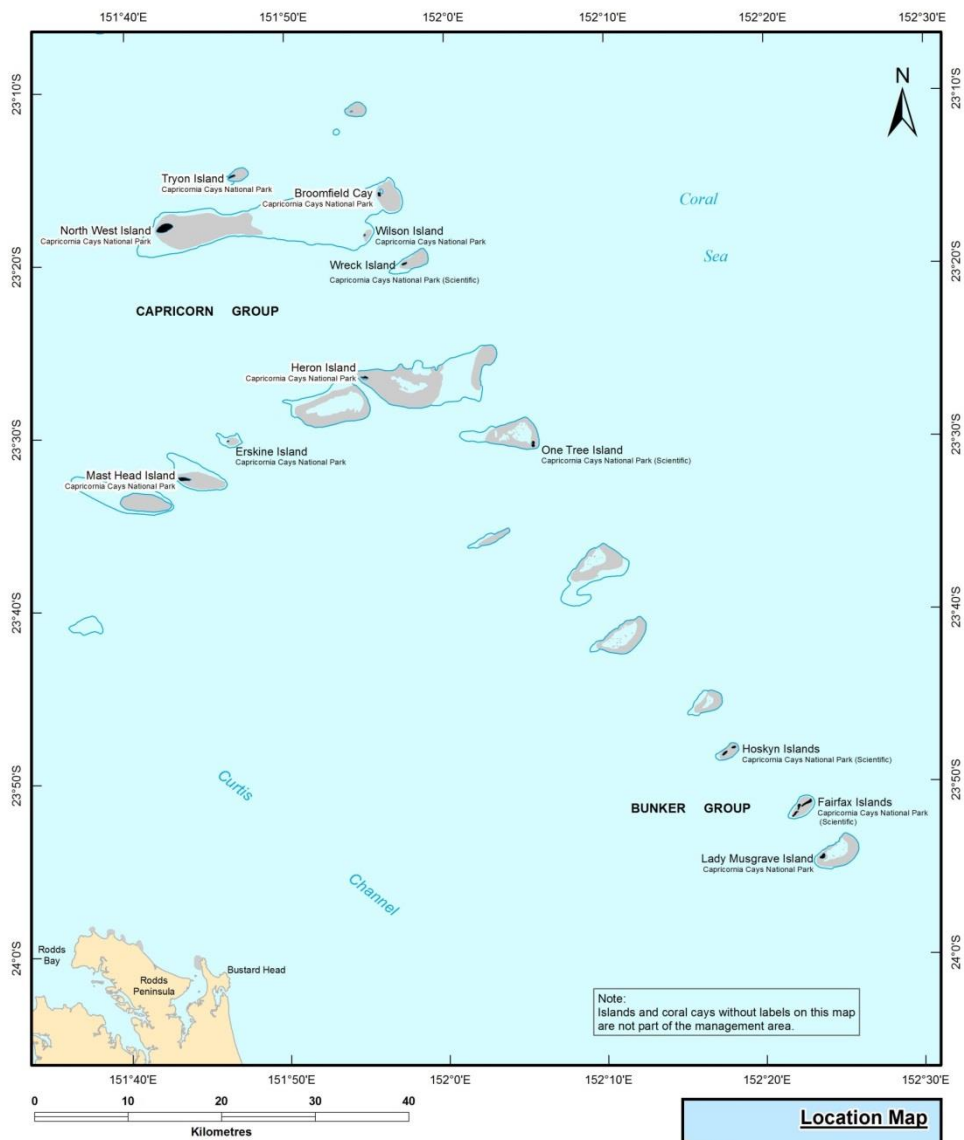 151°40'E 151°50'E 152°0'E 152°10'E 152°20'E 152°30'E
23°10'S 23°10'S
N
Tryon Island
Capricornia Cays National Park
Broomfield Cay
Capricornia Cays National Park
Coral
North West Island
Capricornia Cays National Park
Wilson Island
Capricornia Cays National Park
Sea
23°20'S 23°20'S
Wreck Island
Capricornia Cays National Park (Scientific)
CAPRICORN GROUP
Heron Island
Capricornia Cays National Park
23°30'S 23°30'S
Erskine Island
Capricornia Cays National Park
One Tree Island
Capricornia Cays National Park (Scientific)
Mast Head Island
Capricornia Cays National Park
23°40'S 23°40'S
Hoskyn Islands
Capricornia Cays National Park (Scientific)
23°50'S 23°50'S
Curtis
BUNKER GROUP
Fairfax Islands
Capricornia Cays National Park
(Scientific)
Lady Musgrave Island
Capricornia Cays National Park
Channel
24°0'S 24°0'S
Rodds
Bay
Rodds
Peninsula
Bustard Head
Note:
Islands and coral cays without labels on this map
are not part of the management area.
151°40'E 151°50'E 152°0'E 152°10'E 152°20'E 152°30'E
0 10 20 30 40
Kilometres
Location Map